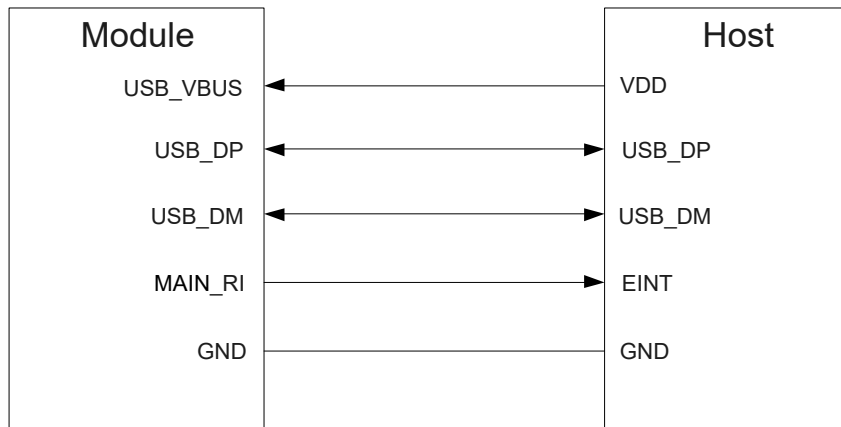 Module Host
USB_VBUS VDD
USB_DP USB_DP
USB_DM USB_DM
MAIN_RI EINT
GND GND